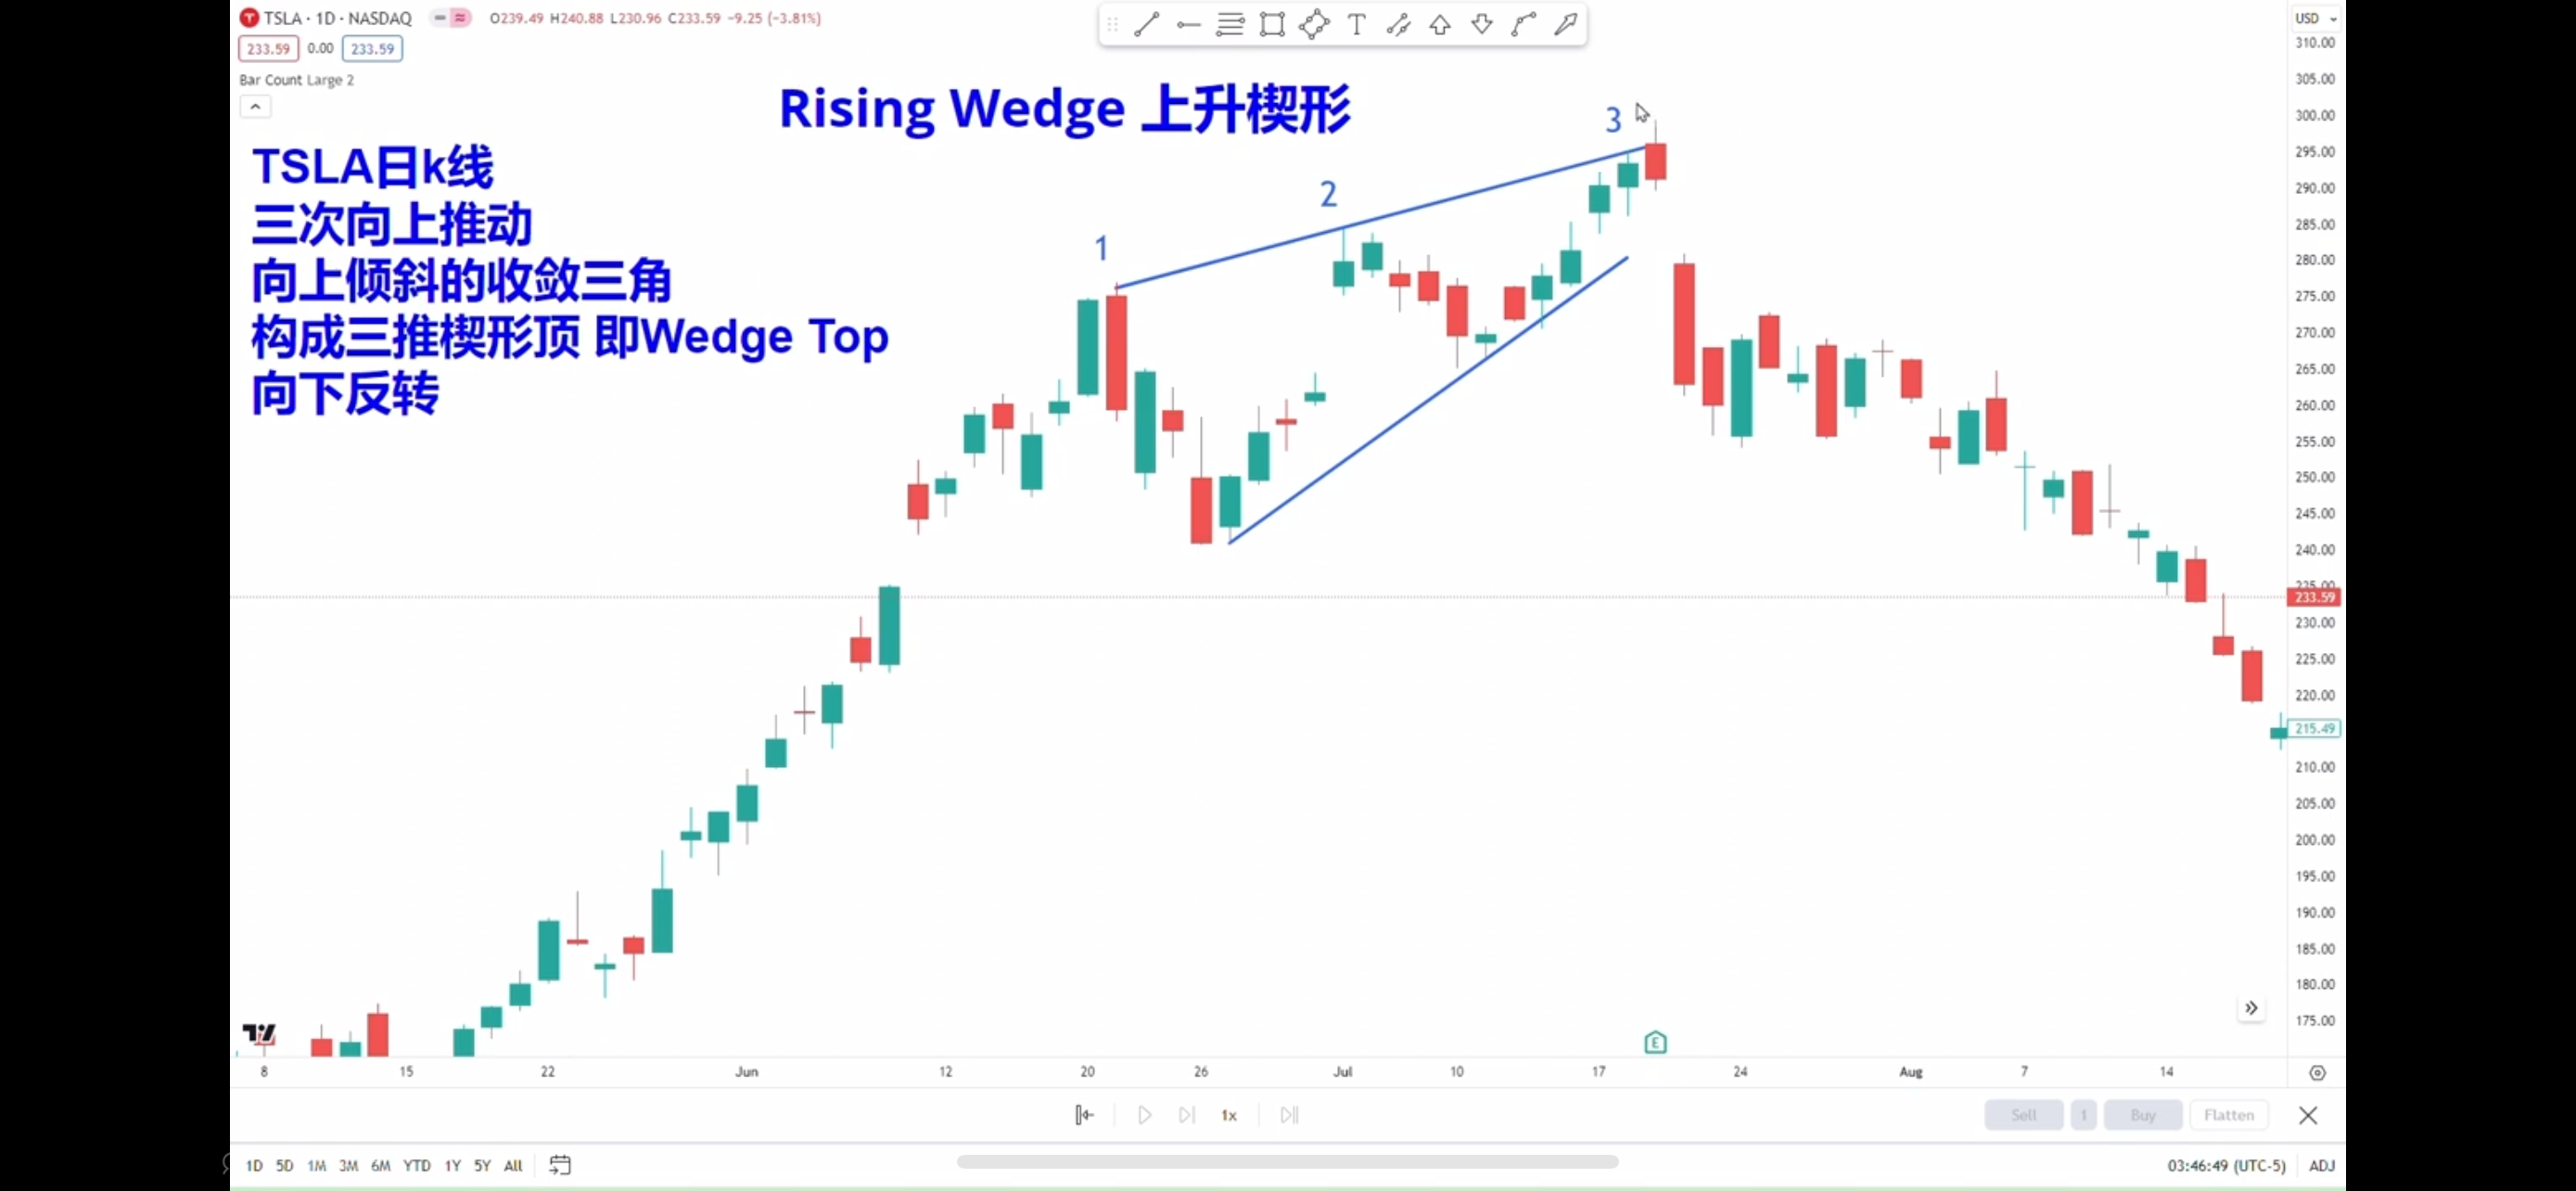 TSLA · 1D · NASDAQ O239.49 H240.88 L230.96 C233.59 -9.25 (-3.81%)
233.59 0.00 233.59
Bar Count Large 2
USD
Rising Wedge 上升楔形
TSLA日k线
三次向上推动
向上倾斜的收敛三角
构成三推楔形顶 即Wedge Top
向下反转
1
2
3
310.00
305.00
300.00
295.00
290.00
285.00
280.00
275.00
270.00
265.00
260.00
255.00
250.00
245.00
240.00
235.00
233.59
230.00
225.00
220.00
215.49
210.00
205.00
200.00
195.00
190.00
185.00
180.00
175.00
E
8 15 22 Jun 12 20 26 Jul 10 17 24 Aug 7 14
1x
Sell 1 Buy Flatten
1D 5D 1M 3M 6M YTD 1Y 5Y All
03:46:49 (UTC-5) ADJ